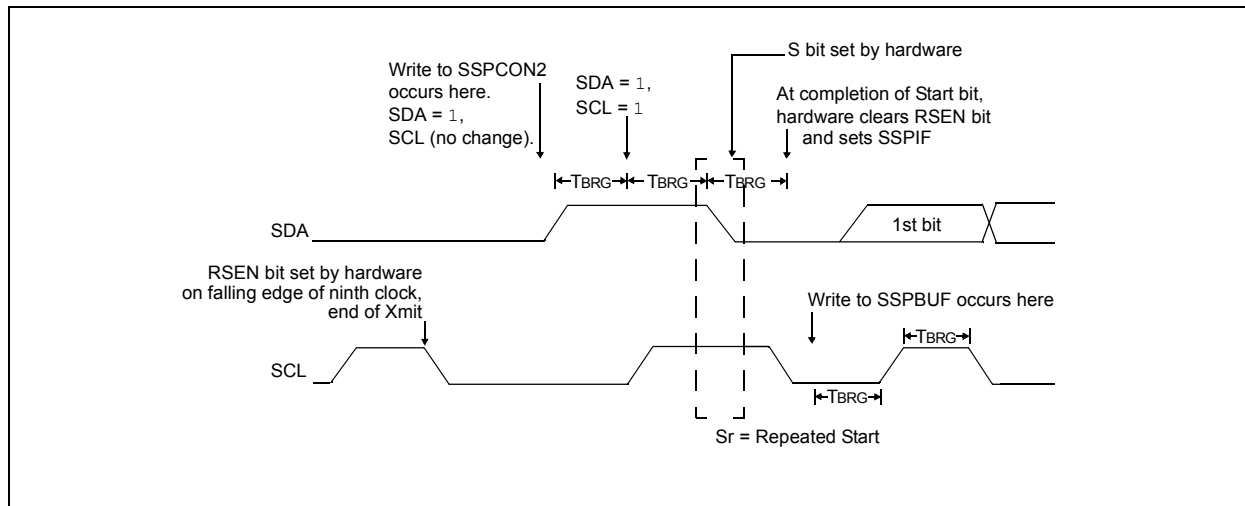 S bit set by hardware
Write to SSPCON2
occurs here.
SDA = 1,
SCL (no change).
SDA = 1,
SCL = 1
At completion of Start bit,
hardware clears RSEN bit
and sets SSPIF
TBRG
TBRG
TBRG
SDA
1st bit
RSEN bit set by hardware
on falling edge of ninth clock,
end of Xmit
Write to SSPBUF occurs here
TBRG
SCL
TBRG
Sr = Repeated Start